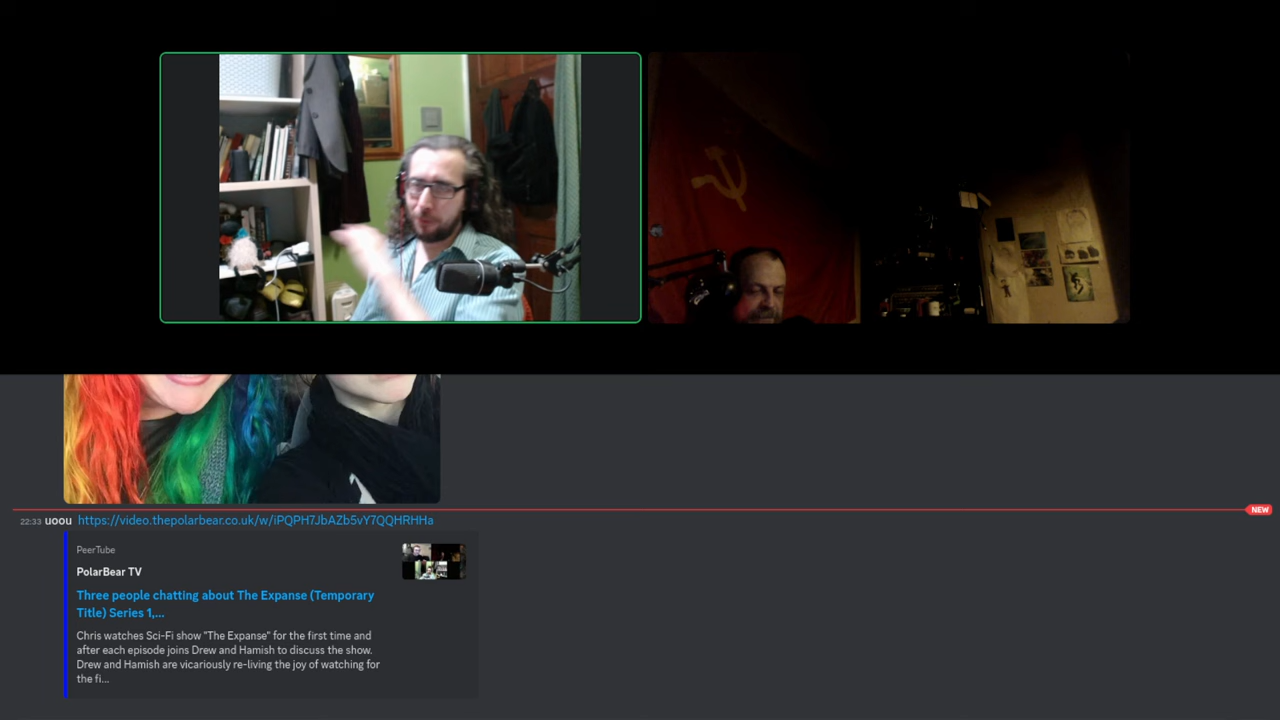 NEW
22:33 uoou https://video.thepolarbear.co.uk/w/iPQPH7JbAZb5vY7QQHRHHa
PeerTube
PolarBear TV
Three people chatting about The Expanse (Temporary
Title) Series 1,...
Chris watches Sci-Fi show "The Expanse" for the first time and
after each episode joins Drew and Hamish to discuss the show.
Drew and Hamish are vicariously re-living the joy of watching for
the fi...